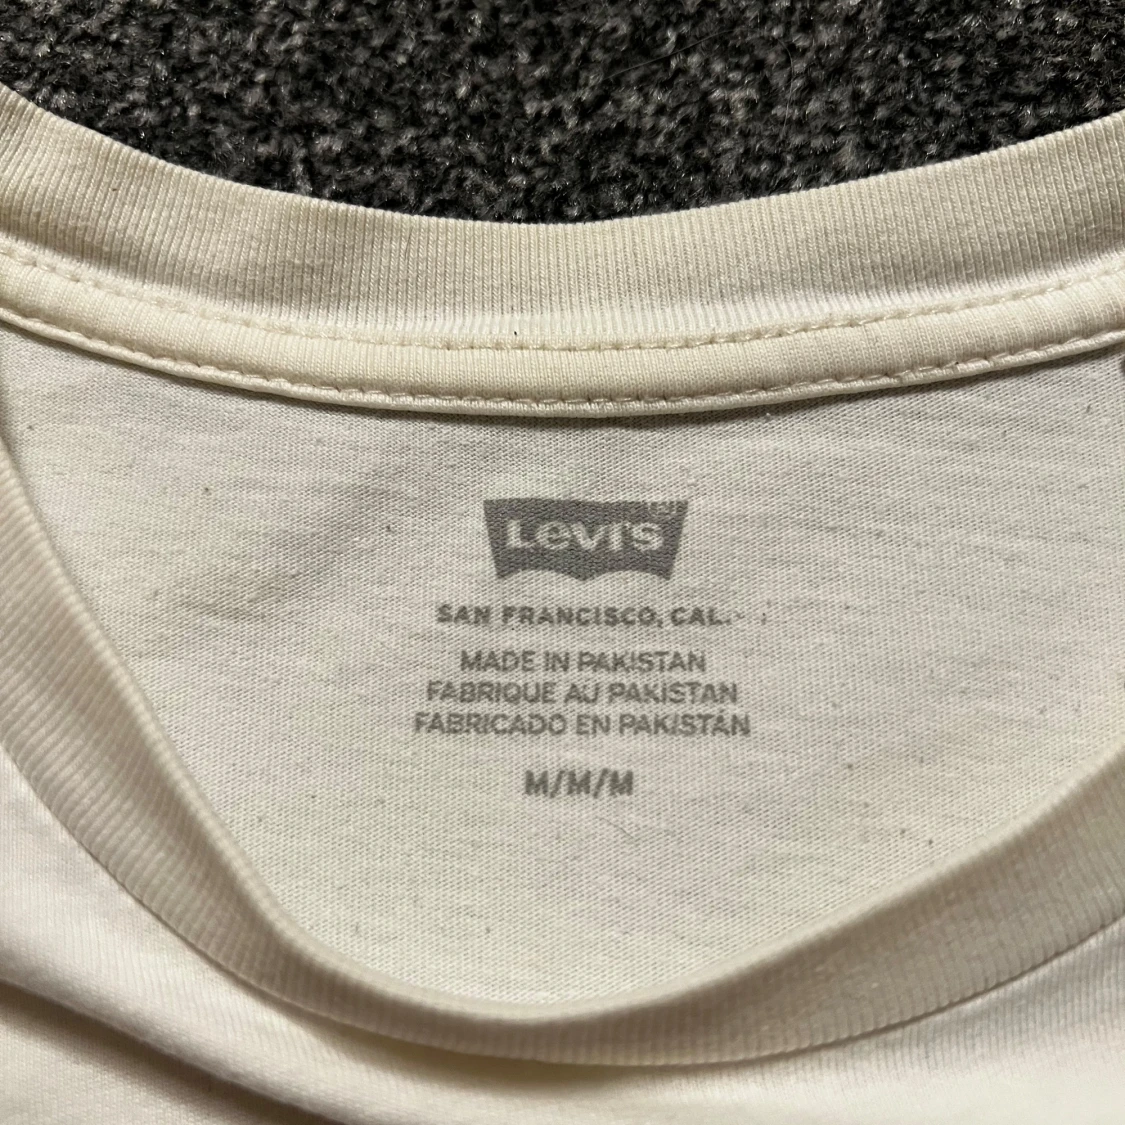 Levi's
SAN FRANCISCO, CAL.
MADE IN PAKISTAN
FABRIQUE AU PAKISTAN
FABRICADO EN PAKISTÁN
M/M/M